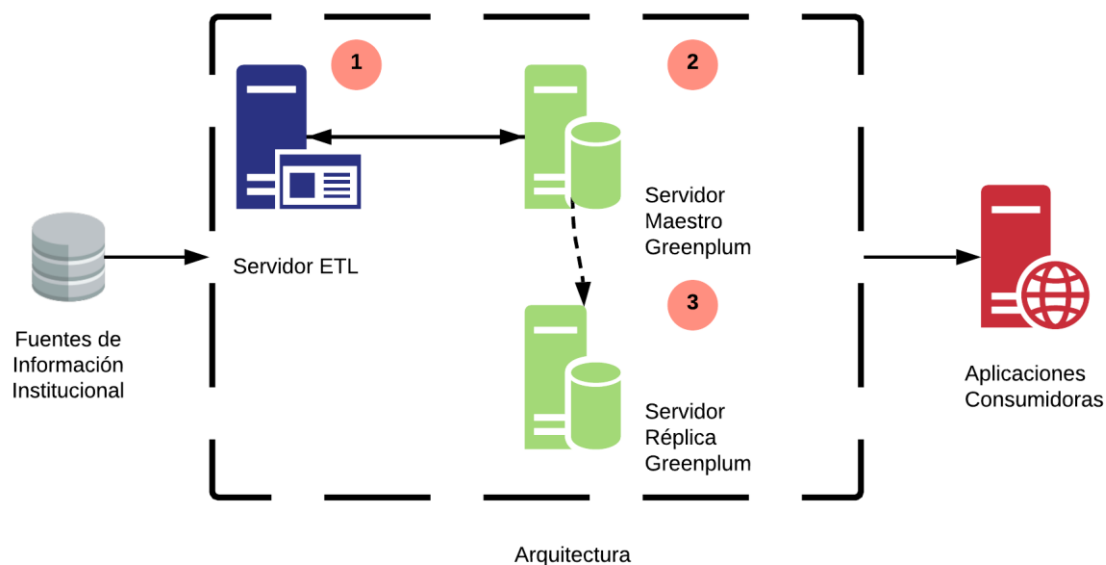 1
2
Servidor
Maestro
Greenplum
Servidor ETL
3
Fuentes de
Información
Institucional
Servidor
Réplica
Greenplum
Aplicaciones
Consumidoras
Arquitectura